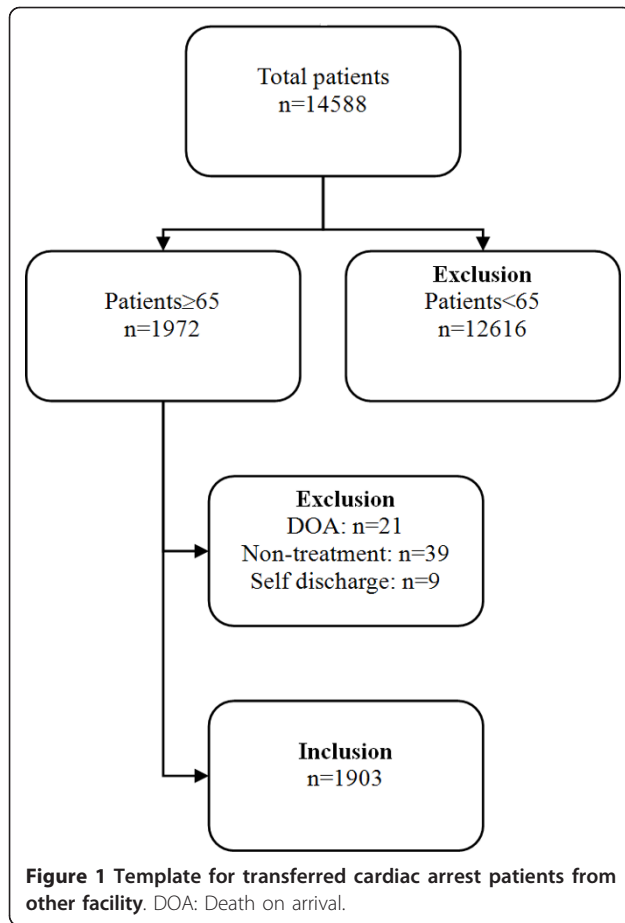 Total patients
n=14588
Patients≥65
n=1972
Exclusion
Patients<65
n=12616
Exclusion
DOA: n=21
Non-treatment: n=39
Self discharge: n=9
Inclusion
n=1903
Figure 1 Template for transferred cardiac arrest patients from
other facility. DOA: Death on arrival.